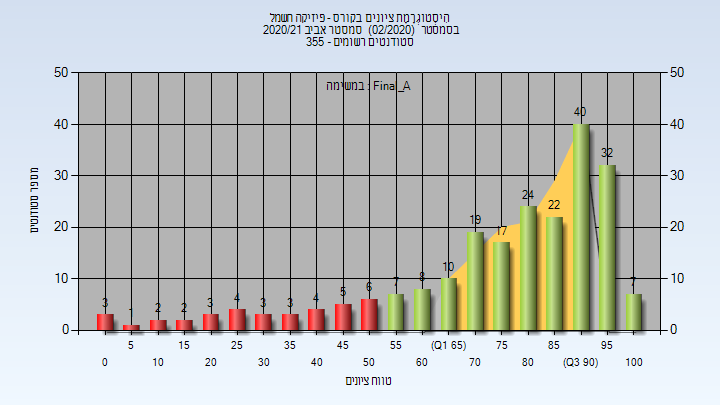 היסטוגרמת ציונים בקורס - פיזיקה חשמל
בסמסטר (02/2020) סמסטר אביב 2020/21
סטודנטים רשומים - 355
במשימה : Final_A
מספר סטודנטים
50 50
40 40
30 30
20 20
10 10
0 0
3 1 2 2 3 4 3 3 4 5 6 7 8 10 19 17 24 22 40 32 7
5 15 25 35 45 55 (Q1 65) 75 85 95
0 10 20 30 40 50 60 70 80 (Q3 90) 100
טווח ציונים